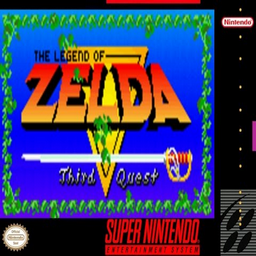 Nintendo
THE LEGEND OF
ZELDA
Third Quest
SUPER NINTENDO
ENTERTAINMENT SYSTEM